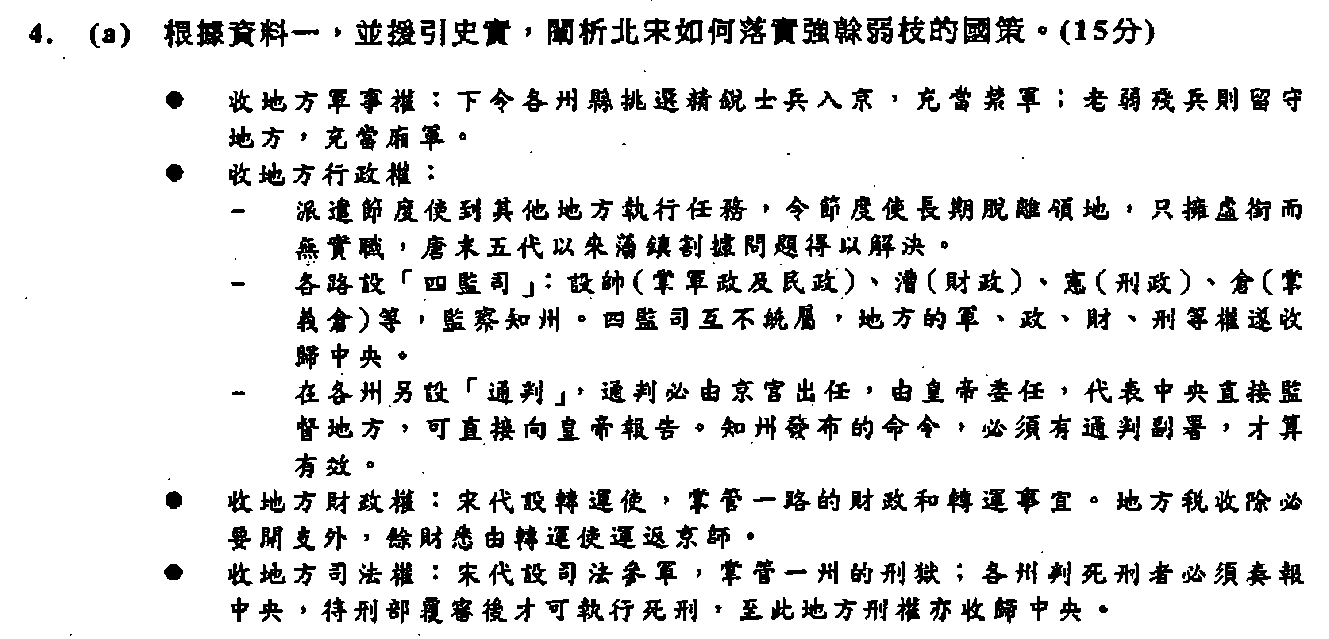 4. (a) 根據資料一，並援引史實，闡析北宋如何落實強榦弱枝的國策。(15分)
● 收地方軍事權：下令各州縣挑選精銳士兵入京，充當禁軍；老弱殘兵則留守
地方，充當廂軍。
● 收地方行政權：
– 派遣節度使到其他地方執行任務，令節度使長期脫離領地，只擁虛銜而
無實職，唐末五代以來藩鎮割據問題得以解決。
– 各路設「四監司」：設帥(掌軍政及民政)、漕(財政)、憲(刑政)、倉(掌
義倉)等，監察知州。四監司互不統屬，地方的軍、政、財、刑等權遂收
歸中央。
– 在各州另設「通判」，通判必由京官出任，由皇帝委任，代表中央直接監
督地方，可直接向皇帝報告。知州發布的命令，必須有通判副署，才算
有效。
● 收地方財政權：宋代設轉運使，掌管一路的財政和轉運事宜。地方稅收除必
要開支外，餘財悉由轉運使運返京師。
● 收地方司法權：宋代設司法參軍，掌管一州的刑獄；各州判死刑者必須奏報
中央，待刑部覆審後才可執行死刑，至此地方刑權亦收歸中央。